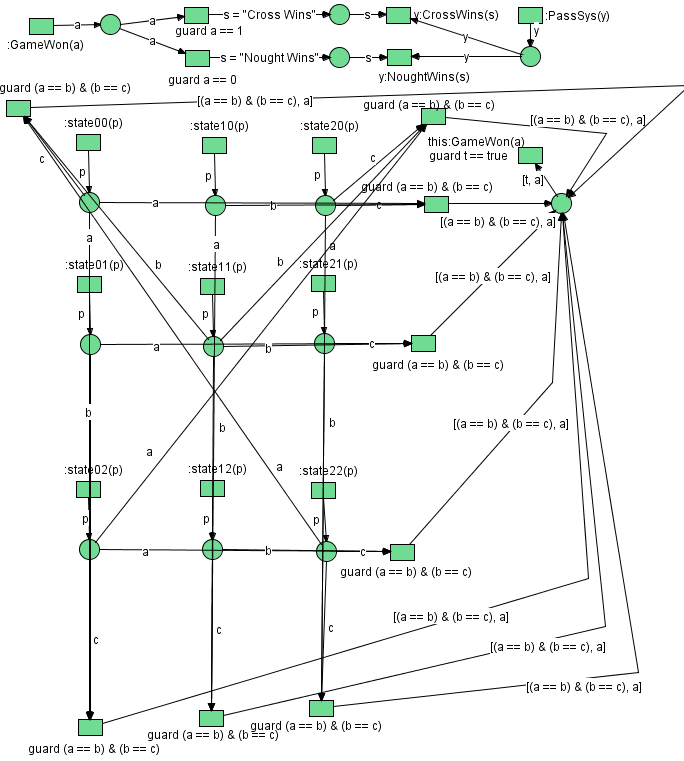 s = "Cross Wins"
s
y:CrossWins(s)
:PassSys(y)
a
a
:GameWon(a)
guard a == 1
y
y
a
s = "Nought Wins"
s
y
guard a == 0
y:NoughtWins(s)
guard (a == b) & (b == c)
[(a == b) & (b == c), a]
guard (a == b) & (b == c)
:state00(p)
:state10(p)
:state20(p)
[(a == b) & (b == c), a]
this:GameWon(a)
guard t == true
c
c
p
p
p
[t, a]
guard (a == b) & (b == c)
a
b
c
[(a == b) & (b == c), a]
a
a
a
:state01(p)
b
:state11(p)
b
:state21(p)
[(a == b) & (b == c), a]
p
p
p
a
b
c
guard (a == b) & (b == c)
b
b
b
[(a == b) & (b == c), a]
a
a
:state02(p)
:state12(p)
:state22(p)
p
p
p
a
b
c
guard (a == b) & (b == c)
[(a == b) & (b == c), a]
c
c
c
[(a == b) & (b == c), a]
[(a == b) & (b == c), a]
guard (a == b) & (b == c)
guard (a == b) & (b == c)
guard (a == b) & (b == c)